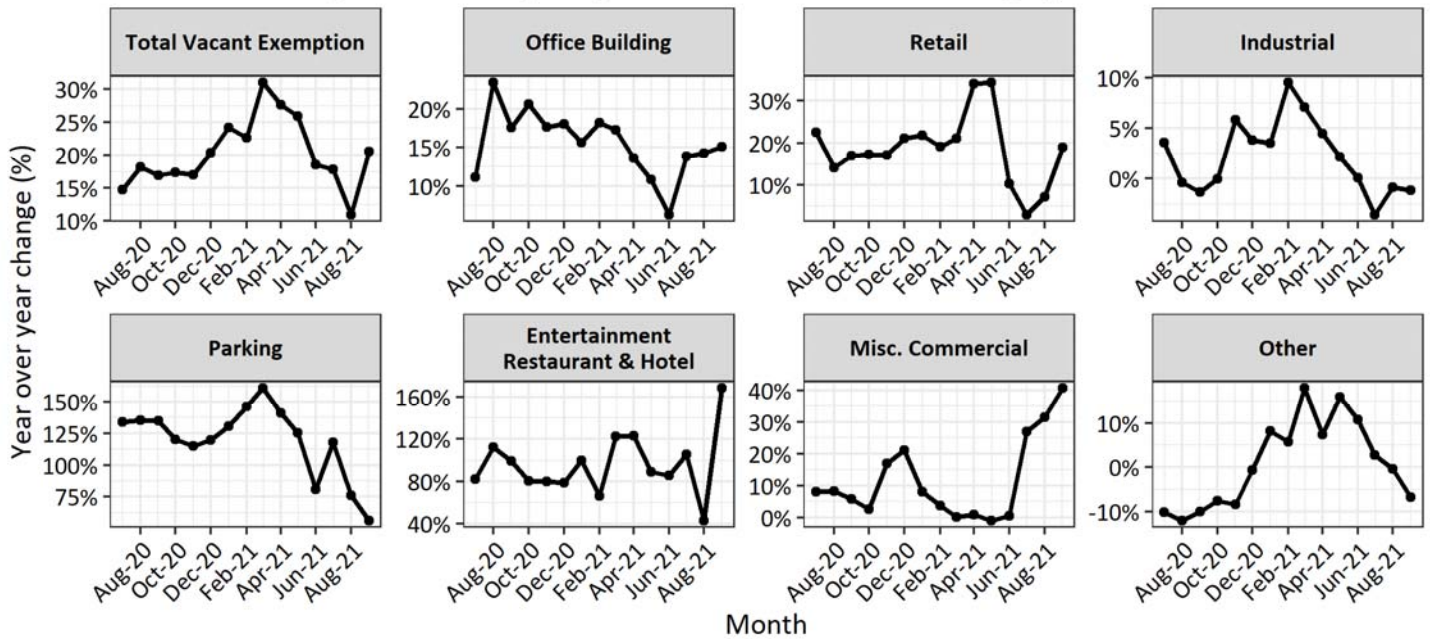 Year over year change (%)
Total Vacant Exemption
30%
25%
20%
15%
10%
Aug-20
Oct-20
Dec-20
Feb-21
Apr-21
Jun-21
Aug-21
Office Building
20%
15%
10%
Aug-20
Oct-20
Dec-20
Feb-21
Apr-21
Jun-21
Aug-21
Retail
30%
20%
10%
Aug-20
Oct-20
Dec-20
Feb-21
Apr-21
Jun-21
Aug-21
Industrial
10%
5%
0%
Aug-20
Oct-20
Dec-20
Feb-21
Apr-21
Jun-21
Aug-21
Parking
150%
125%
100%
75%
Aug-20
Oct-20
Dec-20
Feb-21
Apr-21
Jun-21
Aug-21
Entertainment
Restaurant & Hotel
160%
120%
80%
40%
Aug-20
Oct-20
Dec-20
Feb-21
Apr-21
Jun-21
Aug-21
Misc. Commercial
40%
30%
20%
10%
0%
Aug-20
Oct-20
Dec-20
Feb-21
Apr-21
Jun-21
Aug-21
Other
10%
0%
-10%
Aug-20
Oct-20
Dec-20
Feb-21
Apr-21
Jun-21
Aug-21
Month